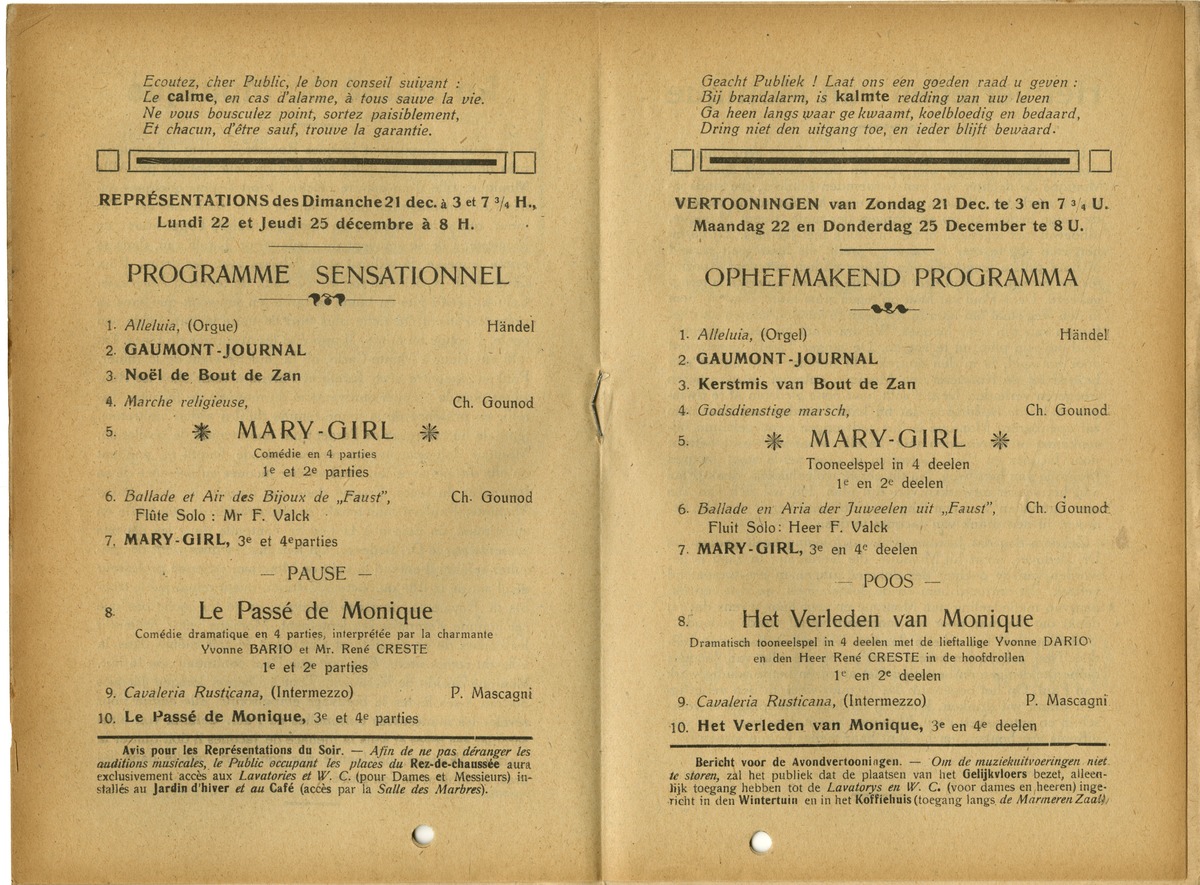 Ecoutez, cher Public, le bon conseil suivant :
Le calme, en cas d'alarme, à tous sauve la vie.
Ne vous bousculez point, sortez paisiblement,
Et chacun, d'être sauf, trouve la garantie.
REPRÉSENTATIONS des Dimanche 21 dec. à 3 et 7 3/4 H.,
Lundi 22 et Jeudi 25 décembre à 8 H.
PROGRAMME SENSATIONNEL
1. Alleluia, (Orgue) Händel
2. GAUMONT-JOURNAL
3. Noël de Bout de Zan
4. Marche religieuse, Ch. Gounod
5. MARY-GIRL
Comédie en 4 parties
1e et 2e parties
6. Ballade et Air des Bijoux de „Faust", Ch. Gounod
Flûte Solo : Mr F. Valck
7. MARY-GIRL, 3e et 4e parties
— PAUSE —
8. Le Passé de Monique
Comédie dramatique en 4 parties, interprétée par la charmante
Yvonne BARIO et Mr. René CRESTE
1e et 2e parties
9. Cavaleria Rusticana, (Intermezzo) P. Mascagni
10. Le Passé de Monique, 3e et 4e parties
Avis pour les Représentations du Soir. — Afin de ne pas déranger les
auditions musicales, le Public occupant les places du Rez-de-chaussée aura
exclusivement accès aux Lavatories et W. C. (pour Dames et Messieurs) in-
stallés au Jardin d'hiver et au Café (accès par la Salle des Marbres).
Geacht Publiek ! Laat ons een goeden raad u geven :
Bij brandalarm, is kalmte redding van uw leven
Ga heen langs waar ge kwaamt, koelbloedig en bedaard,
Dring niet den uitgang toe, en ieder blijft bewaard.
VERTOONINGEN van Zondag 21 Dec. te 3 en 7 3/4 U.
Maandag 22 en Donderdag 25 December te 8 U.
OPHEFMAKEND PROGRAMMA
1. Alleluia, (Orgel) Händel
2. GAUMONT-JOURNAL
3. Kerstmis van Bout de Zan
4. Godsdienstige marsch, Ch. Gounod
5. MARY-GIRL
Tooneelspel in 4 deelen
1e en 2e deelen
6. Ballade en Aria der Juweelen uit „Faust", Ch. Gounod
Fluit Solo: Heer F. Valck
7. MARY-GIRL, 3e en 4e deelen
— POOS —
8. Het Verleden van Monique
Dramatisch tooneelspel in 4 deelen met de lieftallige Yvonne DARIO
en den Heer René CRESTE in de hoofdrollen
1e en 2e deelen
9. Cavaleria Rusticana, (Intermezzo) P. Mascagni
10. Het Verleden van Monique, 3e en 4e deelen
Bericht voor de Avondvertooningen. — Om de muziekuitvoeringen niet
te storen, zal het publiek dat de plaatsen van het Gelijkvloers bezet, alleen-
lijk toegang hebben tot de Lavatorys en W. C. (voor dames en heeren) inge-
richt in den Wintertuin en in het Koffiehuis (toegang langs de Marmeren Zaal)